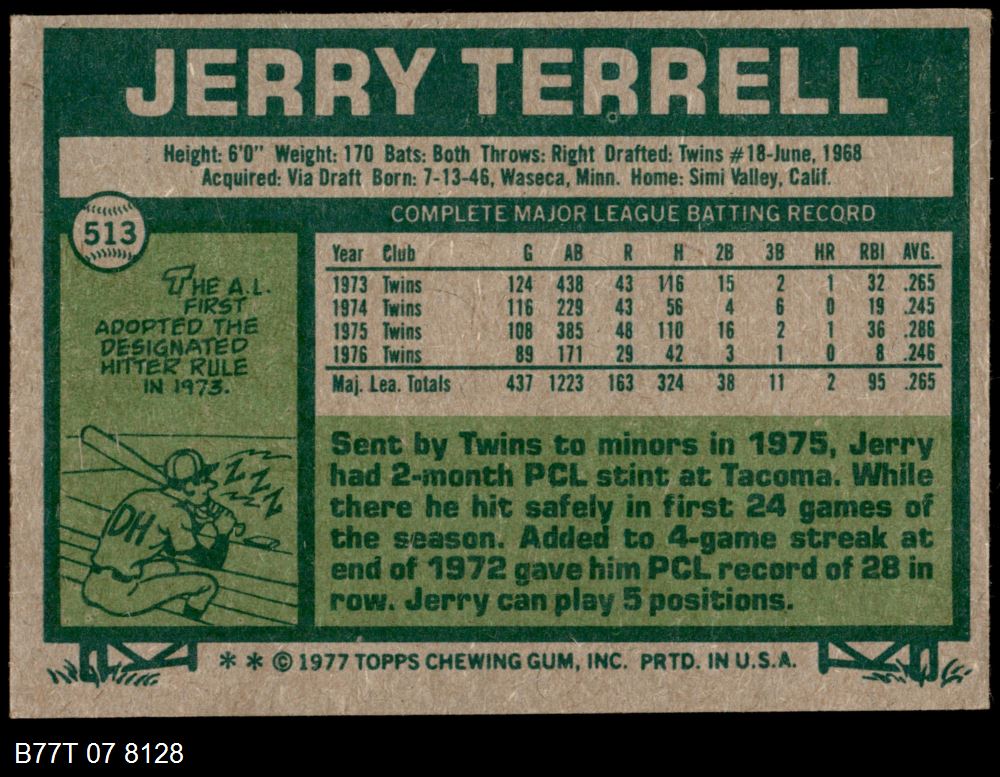 JERRY TERRELL
Height: 6'0" Weight: 170 Bats: Both Throws: Right Drafted: Twins #18-June, 1968
Acquired: Via Draft Born: 7-13-46, Waseca, Minn. Home: Simi Valley, Calif.
513
COMPLETE MAJOR LEAGUE BATTING RECORD
Year Club G AB R H 2B 3B HR RBI AVG.
1973 Twins 124 438 43 116 15 2 1 32 .265
1974 Twins 116 229 43 56 4 6 0 19 .245
1975 Twins 108 385 48 110 16 2 1 36 .286
1976 Twins 89 171 29 42 3 1 0 8 .246
Maj. Lea. Totals 437 1223 163 324 38 11 2 95 .265
THE A.L.
FIRST
ADOPTED THE
DESIGNATED
HITTER RULE
IN 1973.
ZZZZ
DH
Sent by Twins to minors in 1975, Jerry
had 2-month PCL stint at Tacoma. While
there he hit safely in first 24 games of
the season. Added to 4-game streak at
end of 1972 gave him PCL record of 28 in
row. Jerry can play 5 positions.
* * © 1977 TOPPS CHEWING GUM, INC. PRTD. IN U.S.A.
B77T 07 8128